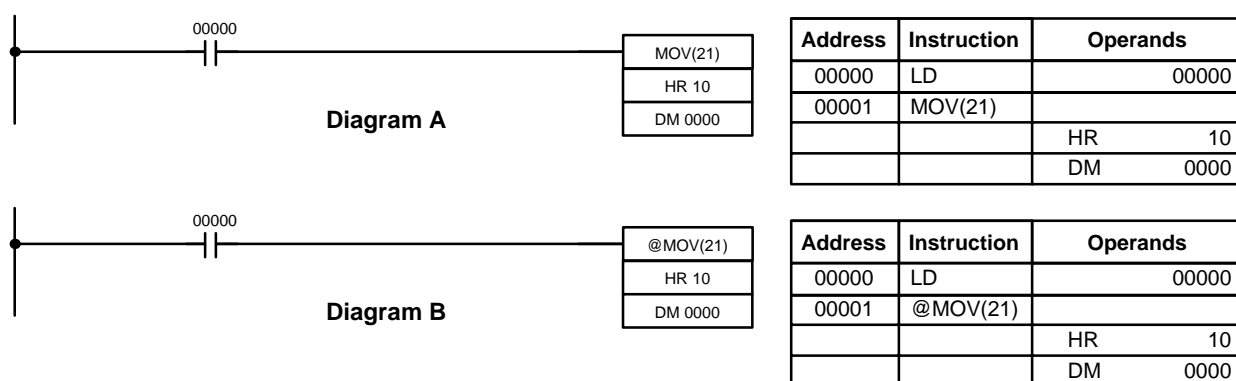 00000
MOV(21)
HR 10
DM 0000
Diagram A
Address Instruction Operands
00000 LD 00000
00001 MOV(21)
HR 10
DM 0000
00000
@MOV(21)
HR 10
DM 0000
Diagram B
Address Instruction Operands
00000 LD 00000
00001 @MOV(21)
HR 10
DM 0000